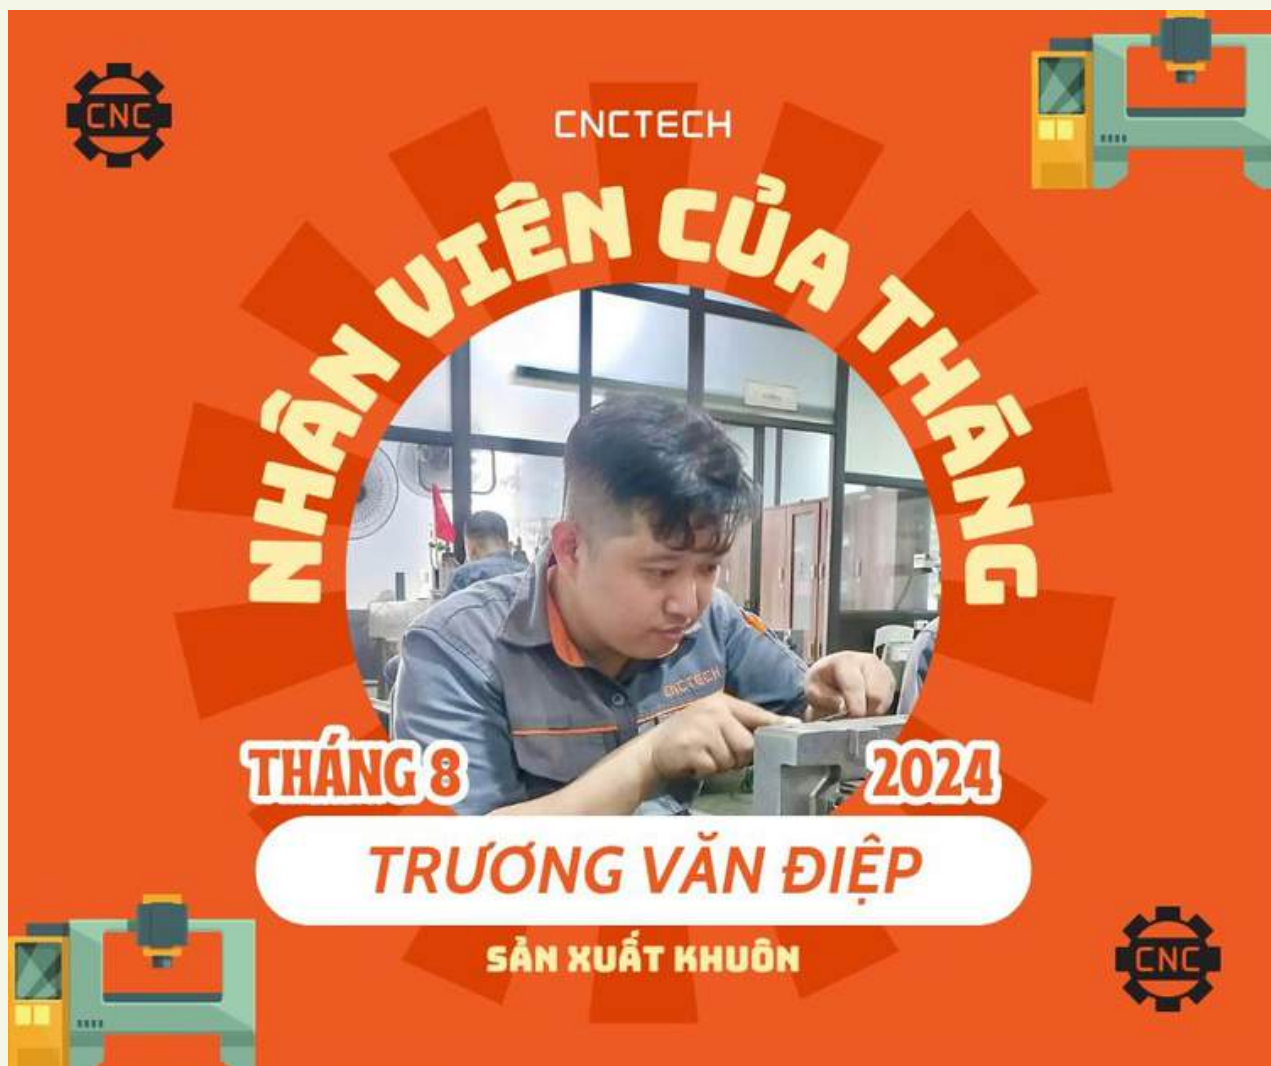 CNC
CNCTECH
NHÂN VIÊN CỦA THÁNG
CNCTECH
THÁNG 8
2024
TRƯƠNG VĂN ĐIỆP
SẢN XUẤT KHUÔN
CNC